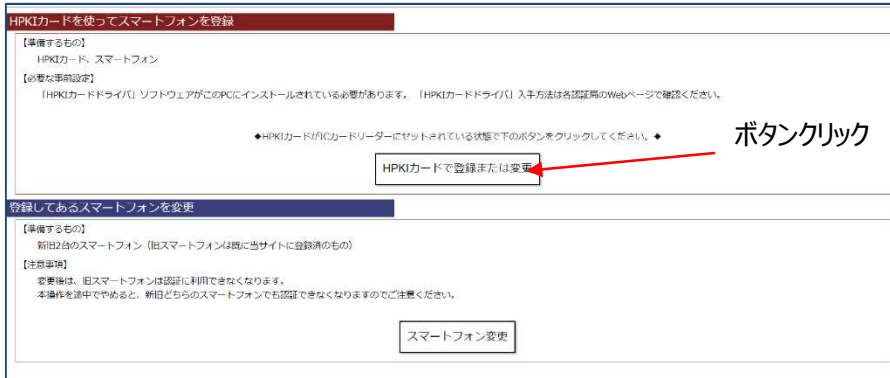 HPKIカードを使ってスマートフォンを登録
【準備するもの】
HPKIカード、スマートフォン
【必要な事前設定】
「HPKIカードドライバ」ソフトウェアがこのPCにインストールされている必要があります。 「HPKIカードドライバ」入手方法は各認証局のWebページで確認ください。
◆HPKIカードがICカードリーダーにセットされている状態で下のボタンをクリックしてください。◆
ボタンクリック
HPKIカードで登録または変更
登録してあるスマートフォンを変更
【準備するもの】
新旧2台のスマートフォン（旧スマートフォンは既に当サイトに登録済のもの）
【注意事項】
変更後は、旧スマートフォンは認証に利用できなくなります。
本操作を途中でやめると、新旧どちらのスマートフォンでも認証できなくなりますのでご注意ください。
スマートフォン変更